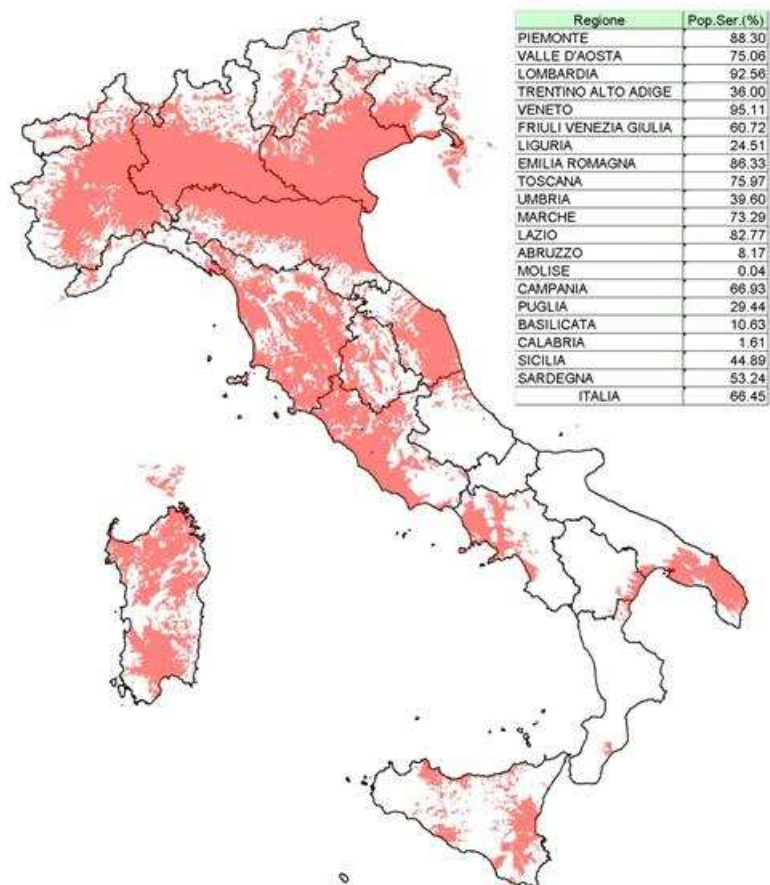 Regione Pop.Ser.(%)
PIEMONTE 88.30
VALLE D'AOSTA 75.06
LOMBARDIA 92.56
TRENTINO ALTO ADIGE 36.00
VENETO 95.11
FRIULI VENEZIA GIULIA 60.72
LIGURIA 24.51
EMILIA ROMAGNA 86.33
TOSCANA 75.97
UMBRIA 39.60
MARCHE 73.29
LAZIO 82.77
ABRUZZO 8.17
MOLISE 0.04
CAMPANIA 66.93
PUGLIA 29.44
BASILICATA 10.63
CALABRIA 1.61
SICILIA 44.89
SARDEGNA 53.24
ITALIA 66.45